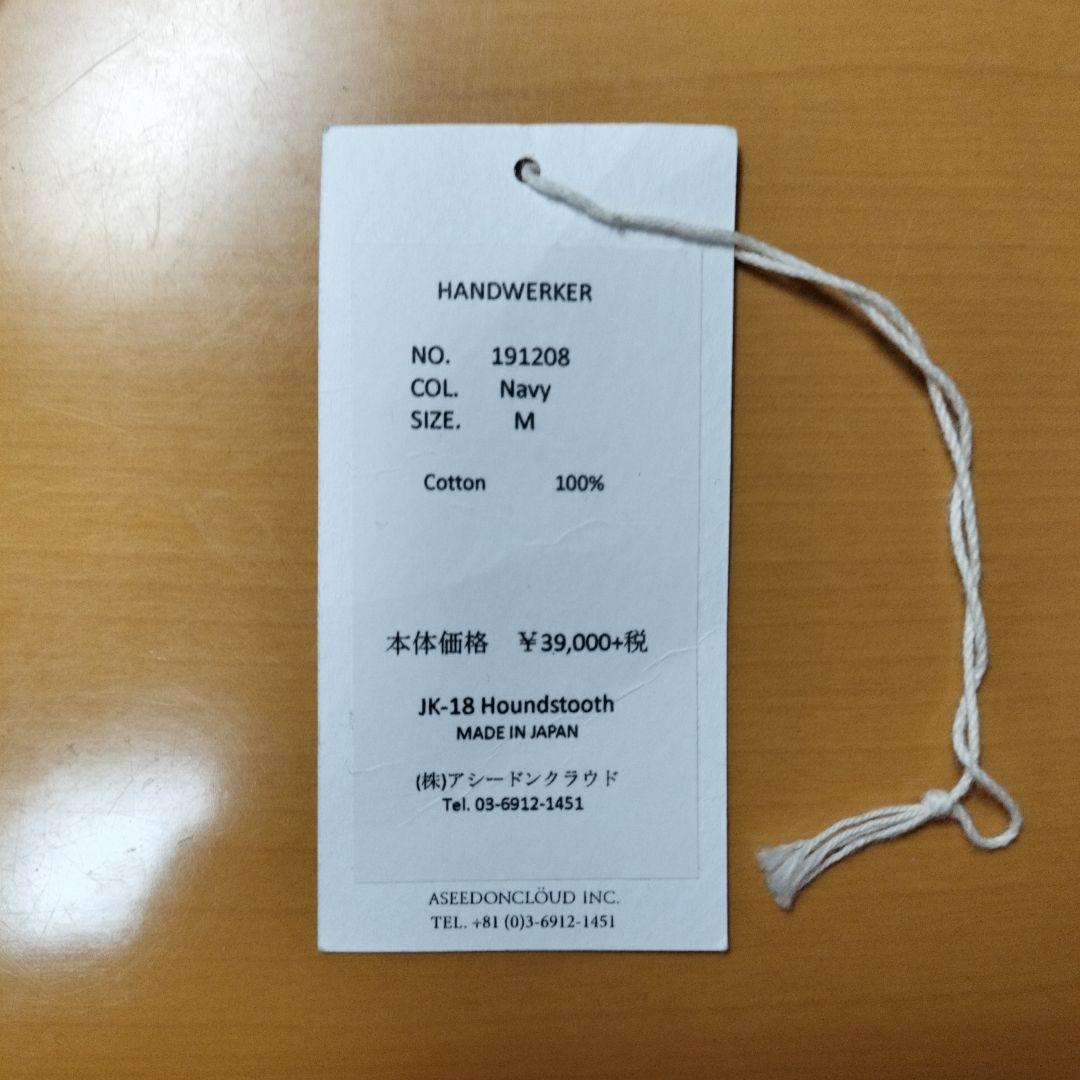 HANDWERKER
NO. 191208
COL. Navy
SIZE. M
Cotton 100%
本体価格 ￥39,000+税
JK-18 Houndstooth
MADE IN JAPAN
(株)アシードンクラウド
Tel. 03-6912-1451
ASEEDONCLÖUD INC.
TEL. +81 (0)3-6912-1451